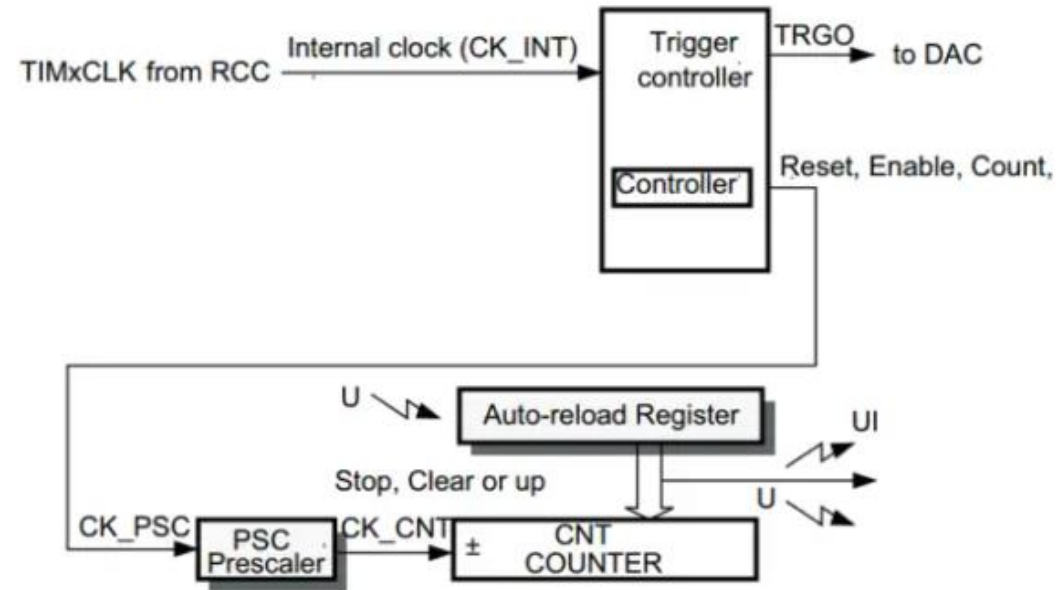 Internal clock (CK_INT)
TIMxCLK from RCC
Trigger
controller
TRGO
to DAC
Controller
Reset, Enable, Count,
U
Auto-reload Register
UI
Stop, Clear or up
U
CK_PSC
PSC
Prescaler
CK_CNT
± CNT
COUNTER